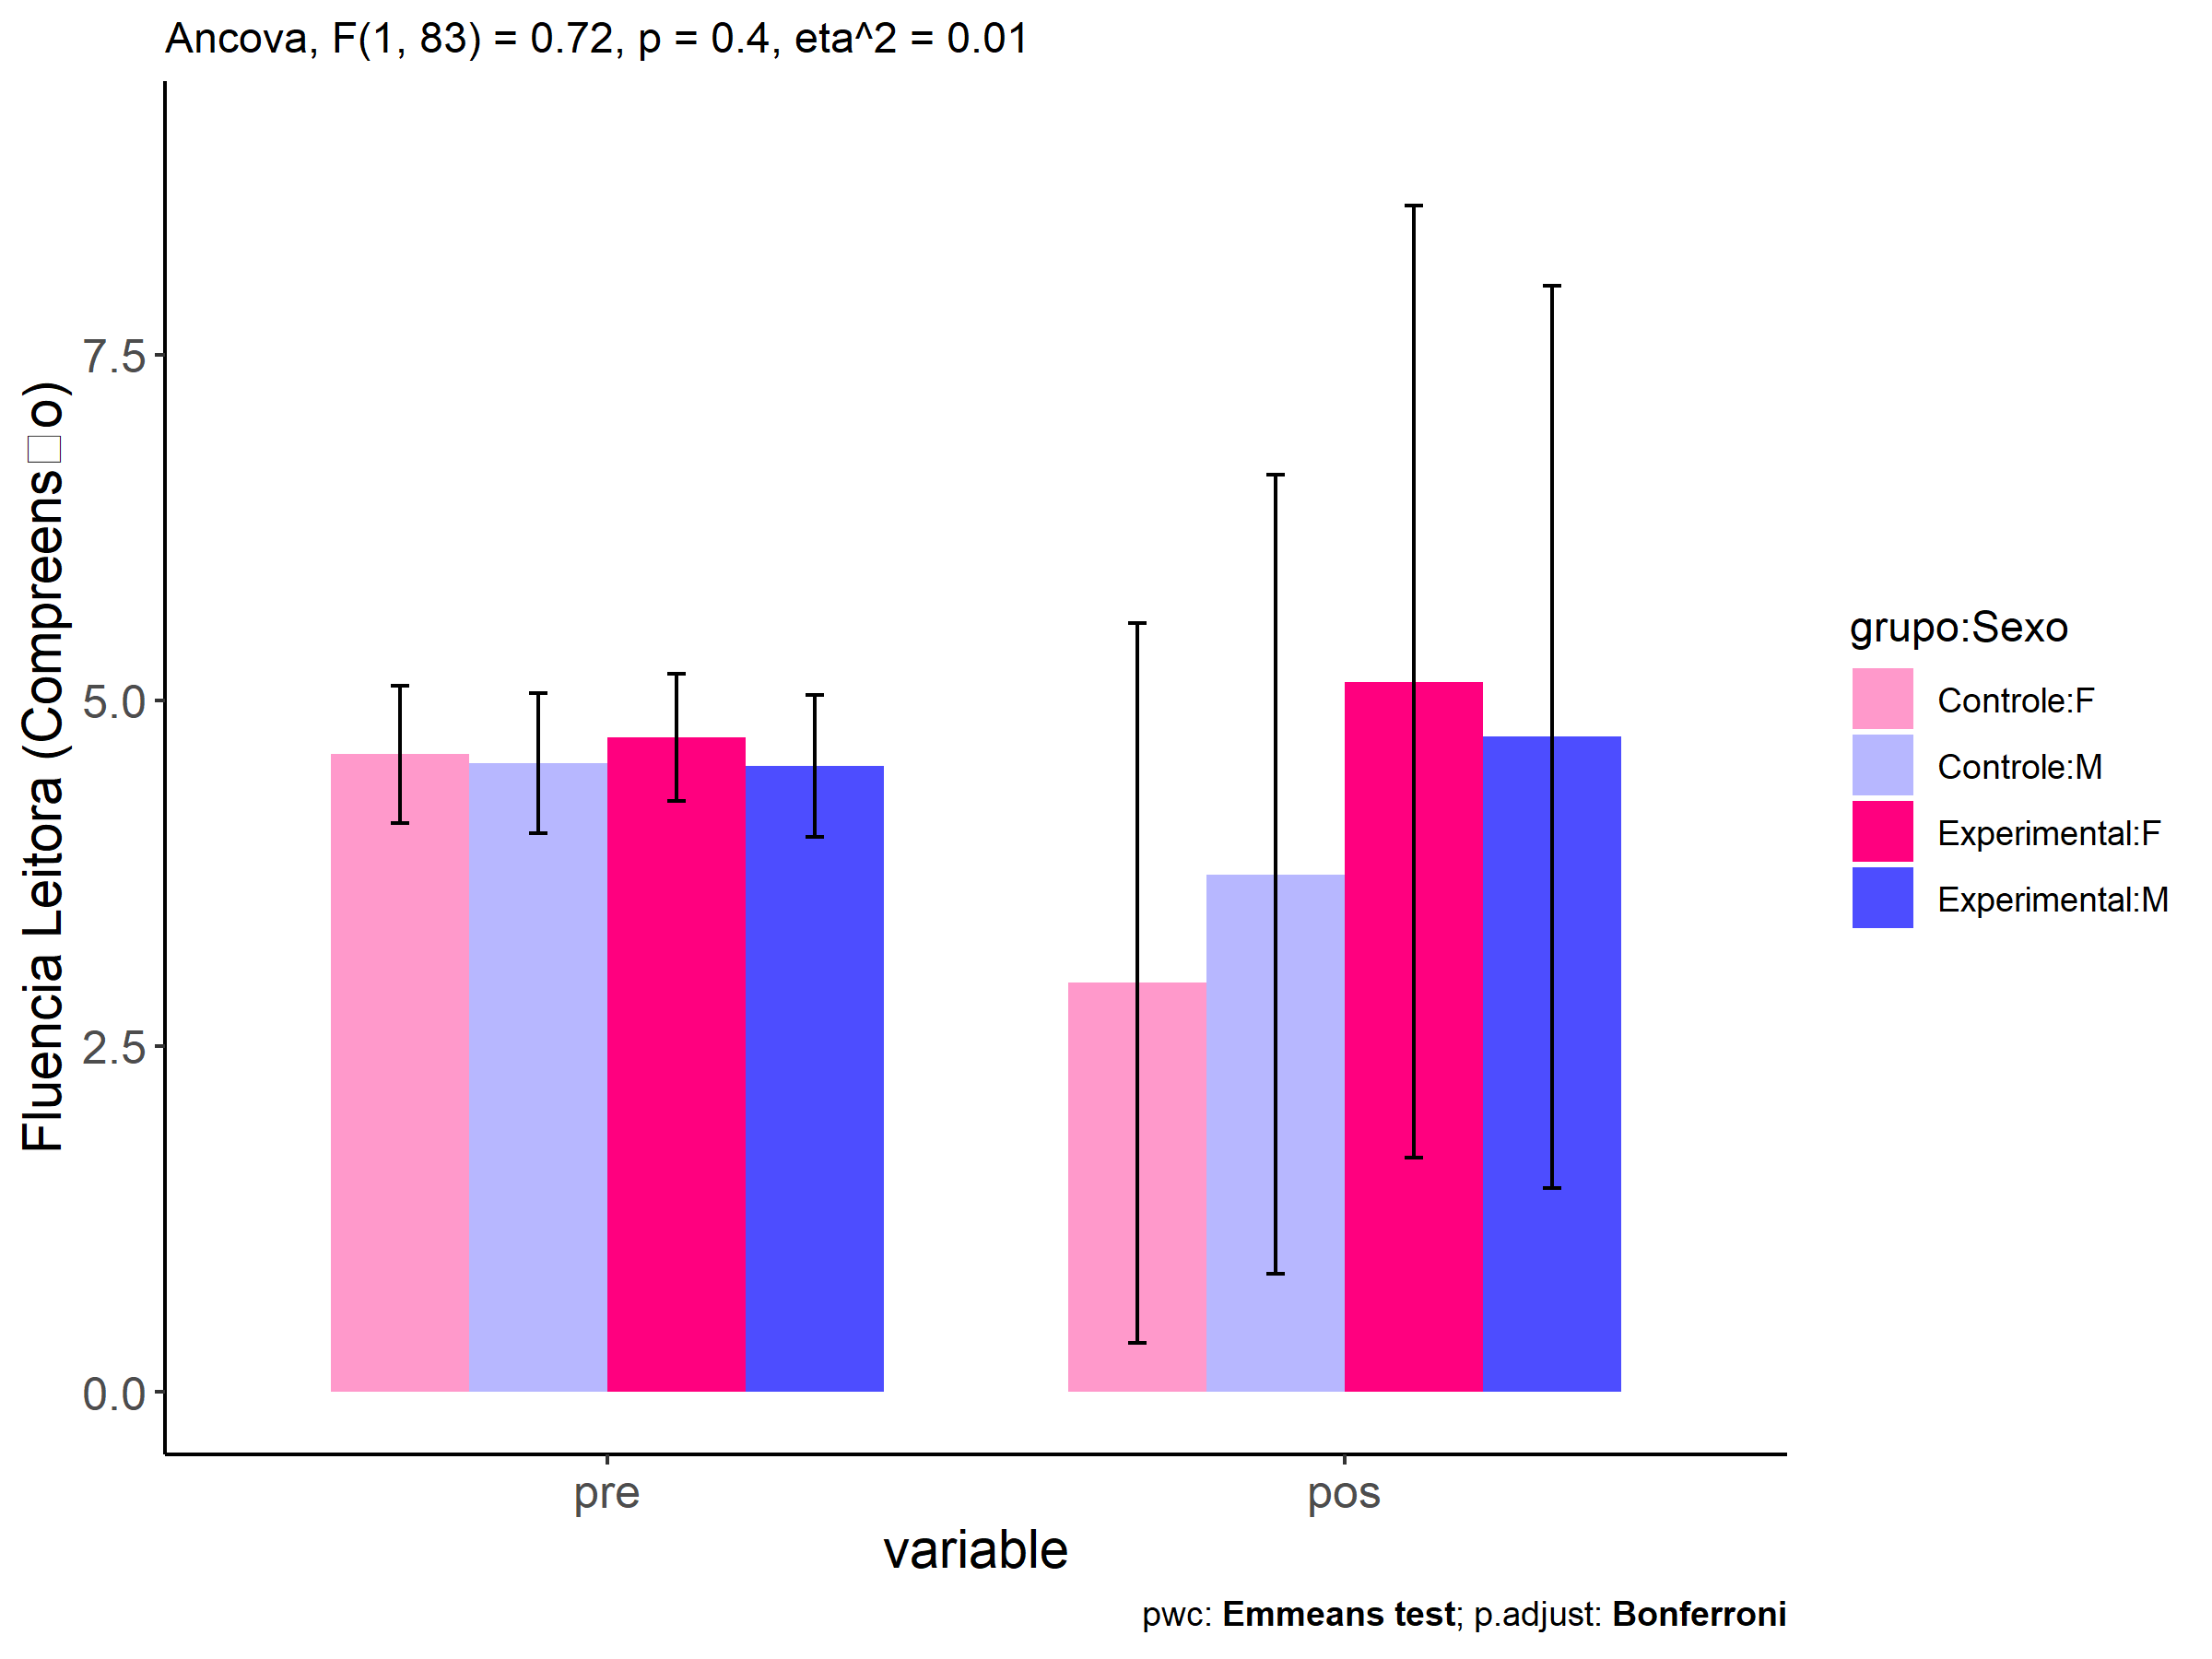 Ancova, F(1, 83) = 0.72, p = 0.4, eta^2 = 0.01
Fluencia Leitora (Compreens□o)
7.5
5.0
2.5
0.0
pre
pos
variable
grupo:Sexo
Controle:F
Controle:M
Experimental:F
Experimental:M
pwc: Emmeans test; p.adjust: Bonferroni